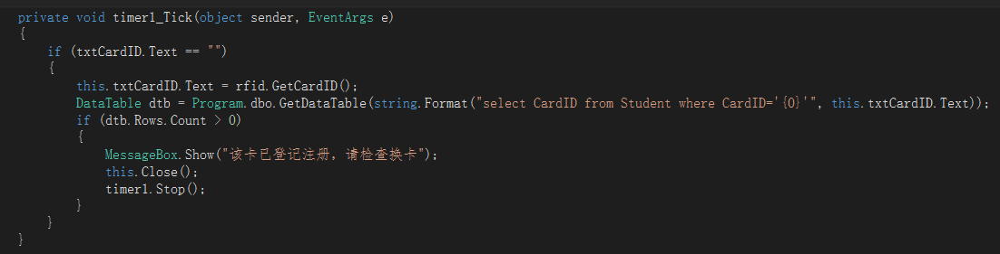 private void timer1_Tick(object sender, EventArgs e)
{
if (txtCardID.Text == "")
{
this.txtCardID.Text = rfid.GetCardID();
DataTable dtb = Program.dbo.GetDataTable(string.Format("select CardID from Student where CardID='{0}'", this.txtCardID.Text));
if (dtb.Rows.Count > 0)
{
MessageBox.Show("该卡已登记注册，请检查换卡");
this.Close();
timer1.Stop();
}
}
}